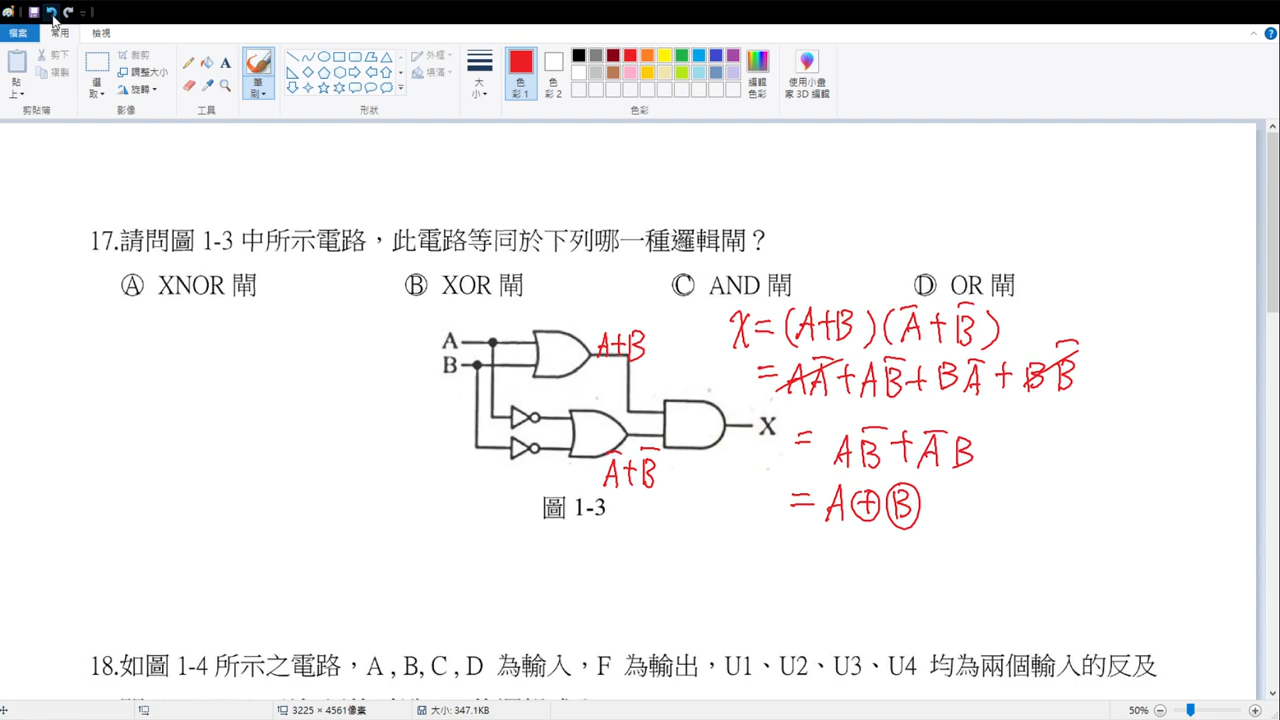 檔案 常用 檢視
貼上 剪下 複製 剪貼簿
選取 裁剪 調整大小 旋轉 影像
A 工具
筆刷
外框 填滿 形狀
大小
色彩 1 色彩 2 編輯色彩 色彩
使用小畫家 3D 編輯
17.請問圖 1-3 中所示電路，此電路等同於下列哪一種邏輯閘？
Ⓐ XNOR 閘 Ⓑ XOR 閘 Ⓒ AND 閘 Ⓓ OR 閘
A
B
A+B
A̅+B̅
X
圖 1-3
X=(A+B)(A̅+B̅)
=AA̅+AB̅+BA̅+BB̅
=AB̅+A̅B
=A⊕Ⓑ
18.如圖 1-4 所示之電路，A , B, C , D 為輸入，F 為輸出，U1、U2、U3、U4 均為兩個輸入的反及
3225 × 4561像素 大小: 347.1KB 50%